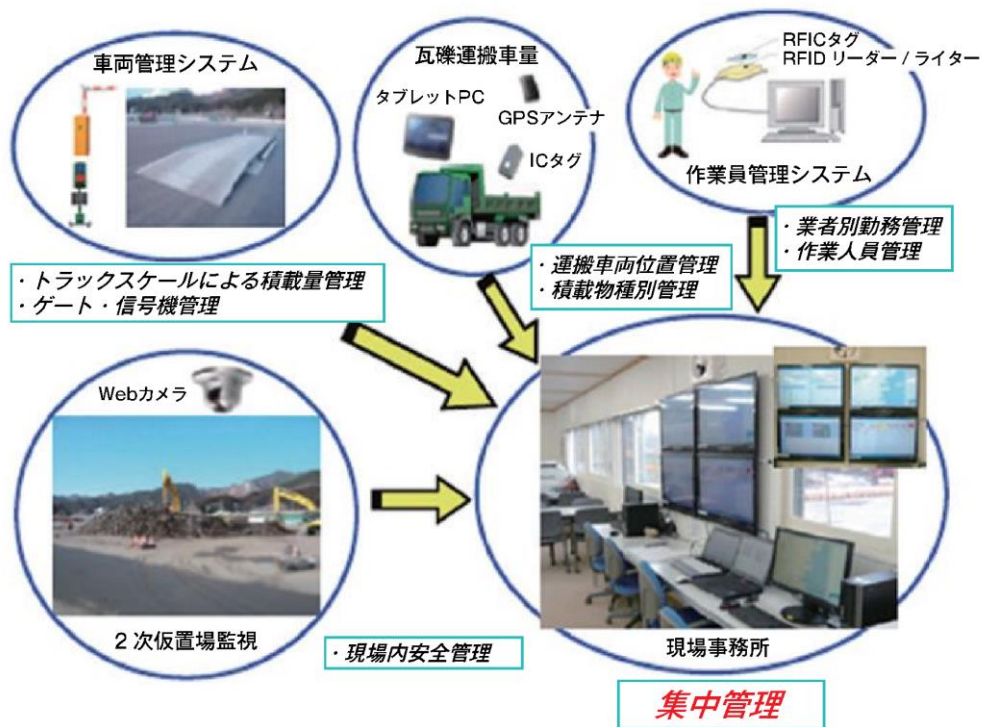 車両管理システム
瓦礫運搬車量
タブレットPC
GPSアンテナ
ICタグ
RFICタグ
RFID リーダー / ライター
作業員管理システム
・トラックスケールによる積載量管理
・ゲート・信号機管理
・運搬車両位置管理
・積載物種別管理
・業者別勤務管理
・作業人員管理
Webカメラ
2次仮置場監視
・現場内安全管理
現場事務所
集中管理